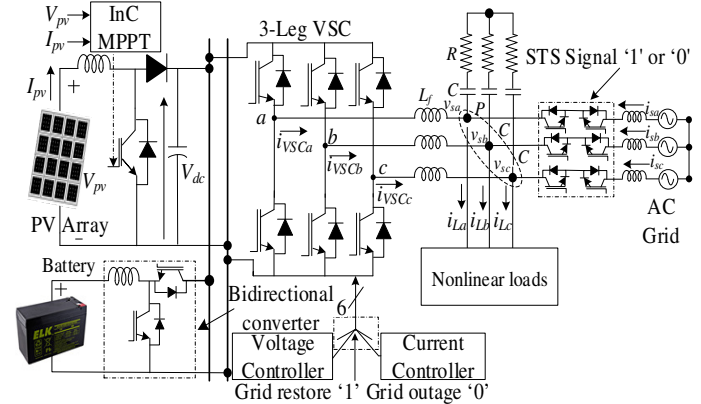 V_pv
I_pv
InC
MPPT
3-Leg VSC
STS Signal '1' or '0'
R
C
I_pv
+
L_f
v_sa
P
i_sa
a
i_VSCa
b
v_sb
C
i_sb
V_pv
V_dc
i_VSCb
v_sc
C
i_sc
c
i_VSCc
PV Array
-
i_La
i_Lb
i_Lc
AC
Grid
Battery
+
Nonlinear loads
ELK
Bidirectional
converter
6
Voltage
Controller
Current
Controller
Grid restore '1'
Grid outage '0'